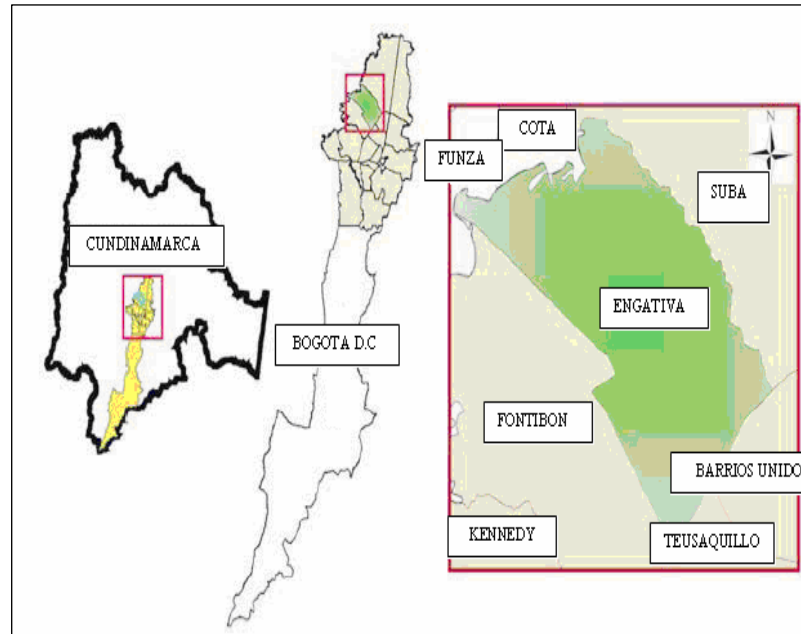 COTA
N
FUNZA
SUBA
CUNDINAMARCA
ENGATIVA
BOGOTA D.C
FONTIBON
BARRIOS UNIDO
KENNEDY
TEUSAQUILLO